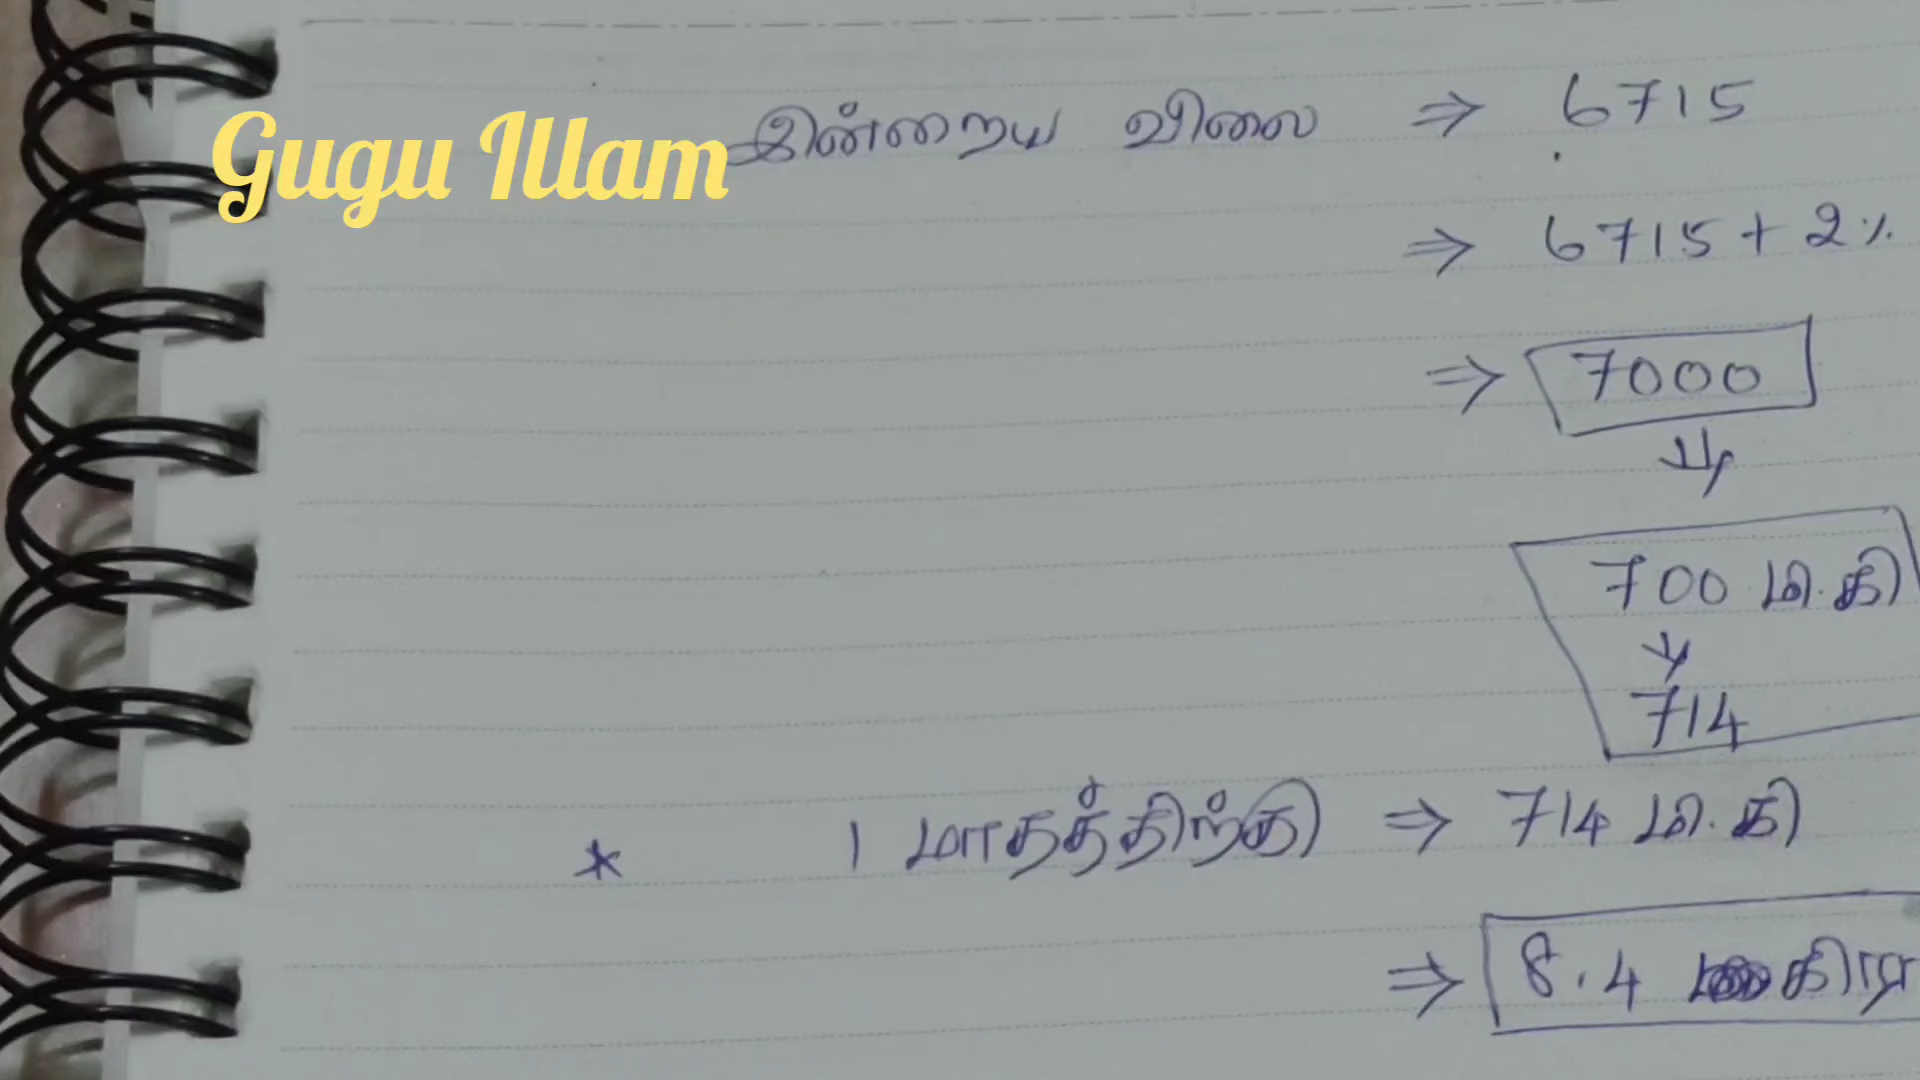 Gugu Illam
இன்றைய விலை ⇒ 6715
⇒ 6715 + 2%
⇒ 7000
700 மி.கி
714
* 1 மாதத்திற்கு ⇒ 714 மி.கி
⇒ 8.4 கிரா